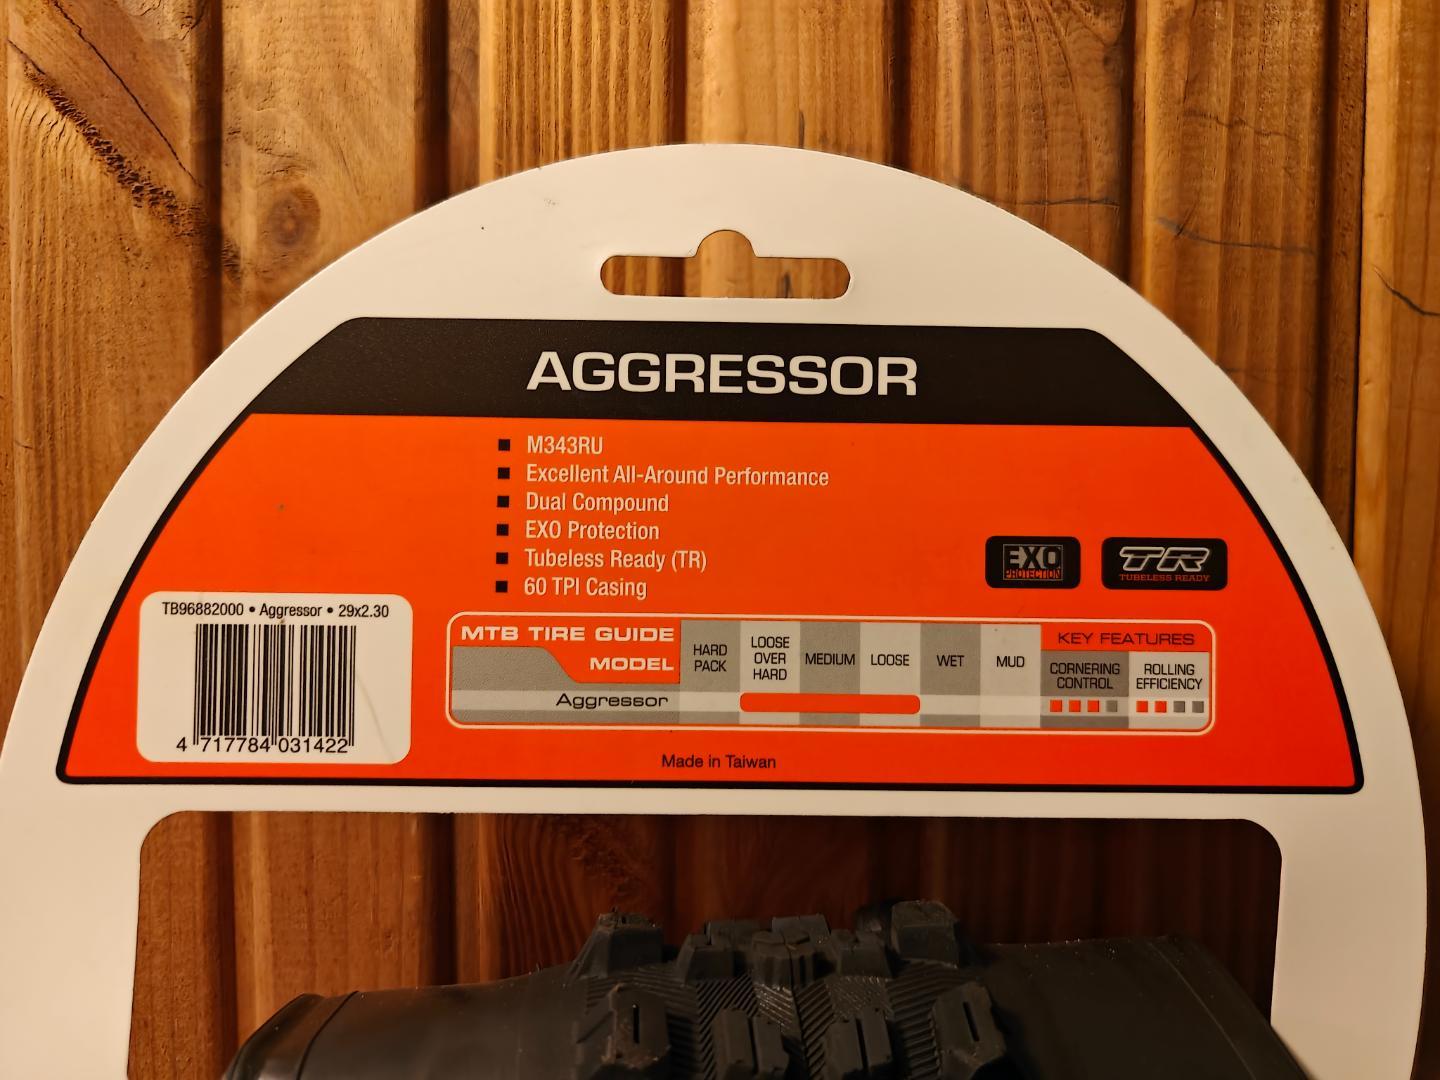 AGGRESSOR
■ M343RU
■ Excellent All-Around Performance
■ Dual Compound
■ EXO Protection
■ Tubeless Ready (TR)
■ 60 TPI Casing
EXO
PROTECTION
TR
TUBELESS READY
TB96882000 • Aggressor • 29x2.30
4 717784 031422
MTB TIRE GUIDE
MODEL
HARD
PACK
LOOSE
OVER
HARD
MEDIUM
LOOSE
WET
MUD
KEY FEATURES
CORNERING
CONTROL
ROLLING
EFFICIENCY
Aggressor
Made in Taiwan